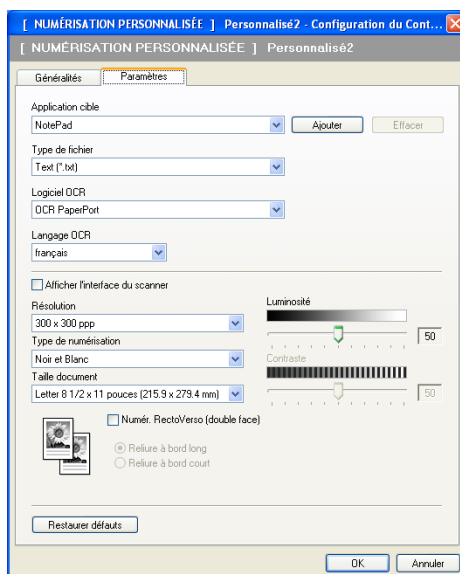 [ NUMÉRISATION PERSONNALISÉE ] Personnalisé2 - Configuration du Cont...
[ NUMÉRISATION PERSONNALISÉE ] Personnalisé2
Généralités Paramètres
Application cible
NotePad Ajouter Effacer
Type de fichier
Text (*.txt)
Logiciel OCR
OCR PaperPort
Langage OCR
français
Afficher l'interface du scanner
Résolution Luminosité
300 x 300 ppp 50
Type de numérisation
Noir et Blanc Contraste
Taille document
Letter 8 1/2 x 11 pouces (215.9 x 279.4 mm) 50
Numér. RectoVerso (double face)
Reliure à bord long
Reliure à bord court
Restaurer défauts
OK Annuler